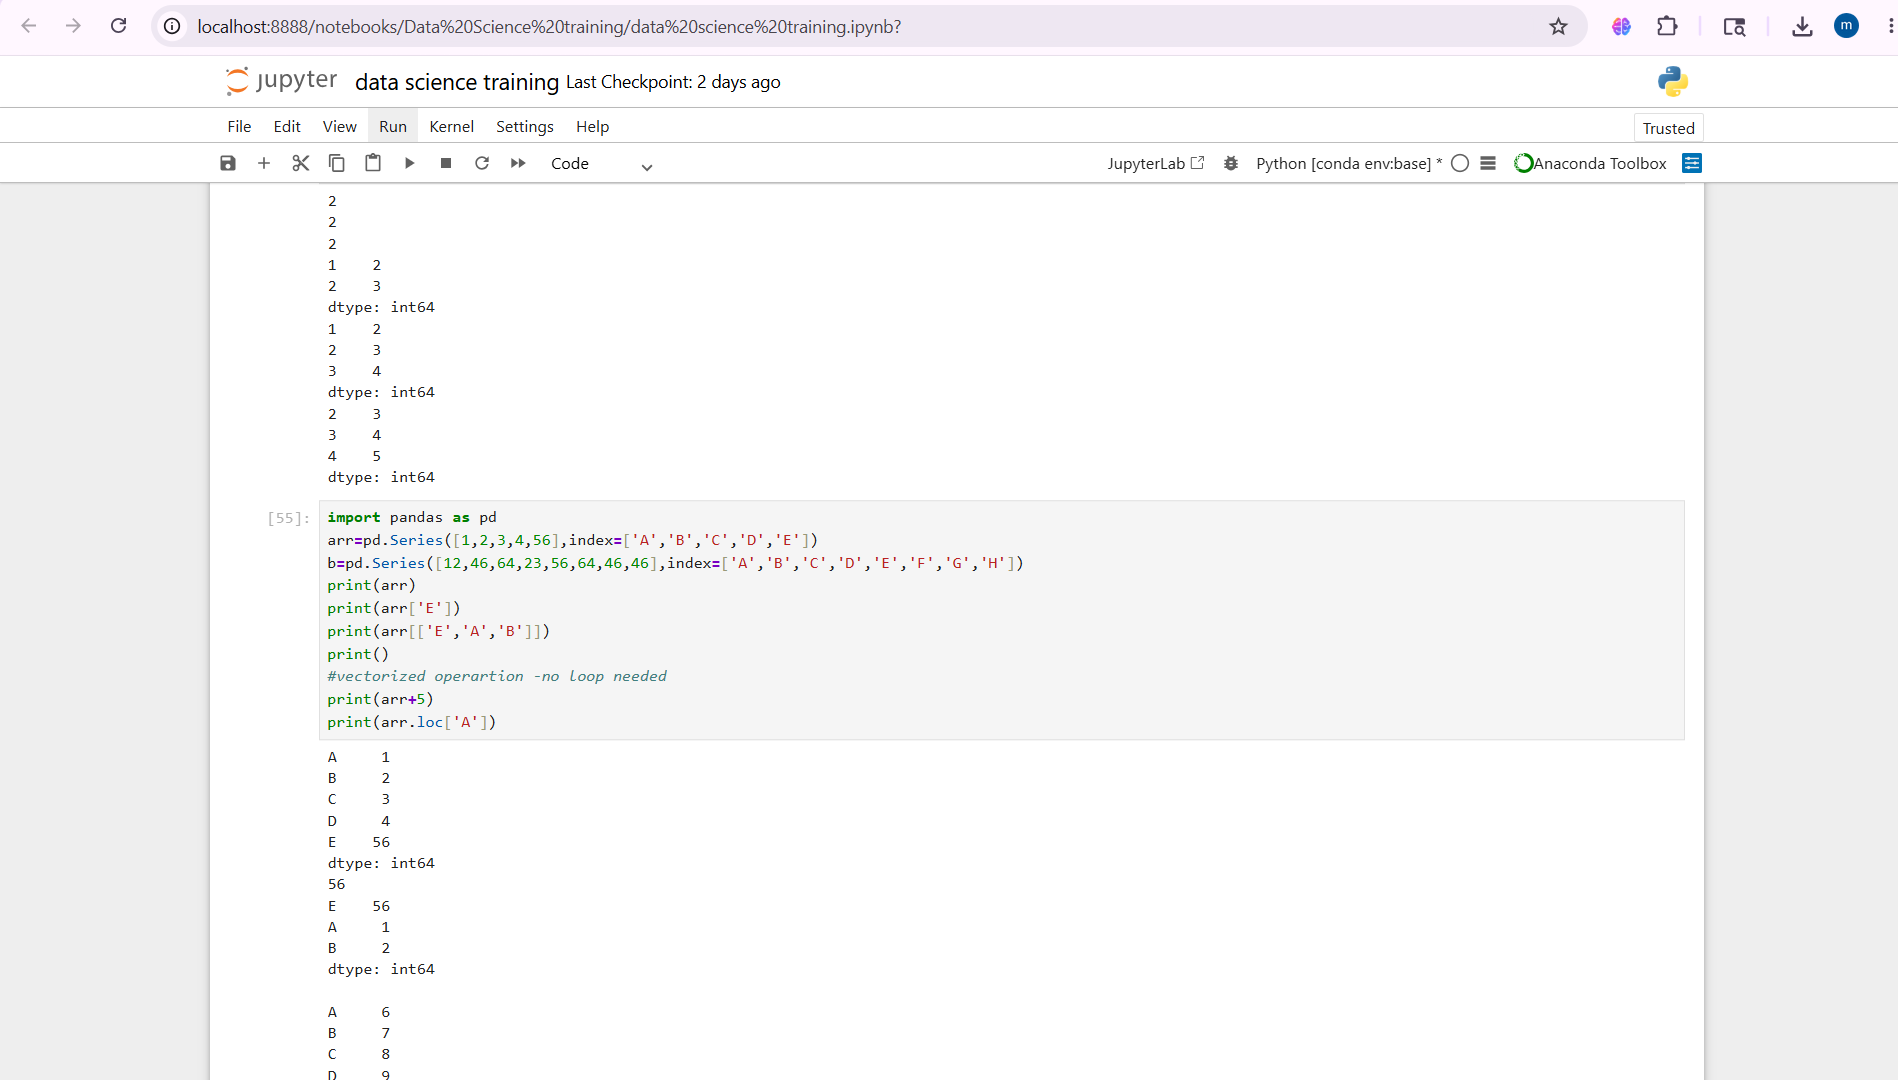 localhost:8888/notebooks/Data%20Science%20training/data%20science%20training.ipynb?
m
jupyter data science training Last Checkpoint: 2 days ago
File Edit View Run Kernel Settings Help
Trusted
Code
JupyterLab Python [conda env:base] * Anaconda Toolbox
2
2
2
1    2
2    3
dtype: int64
1    2
2    3
3    4
dtype: int64
2    3
3    4
4    5
dtype: int64
[55]:
import pandas as pd
arr=pd.Series([1,2,3,4,56],index=['A','B','C','D','E'])
b=pd.Series([12,46,64,23,56,64,46,46],index=['A','B','C','D','E','F','G','H'])
print(arr)
print(arr['E'])
print(arr[['E','A','B']])
print()
#vectorized operartion -no loop needed
print(arr+5)
print(arr.loc['A'])
A     1
B     2
C     3
D     4
E    56
dtype: int64
56
E    56
A     1
B     2
dtype: int64
A     6
B     7
C     8
D     9